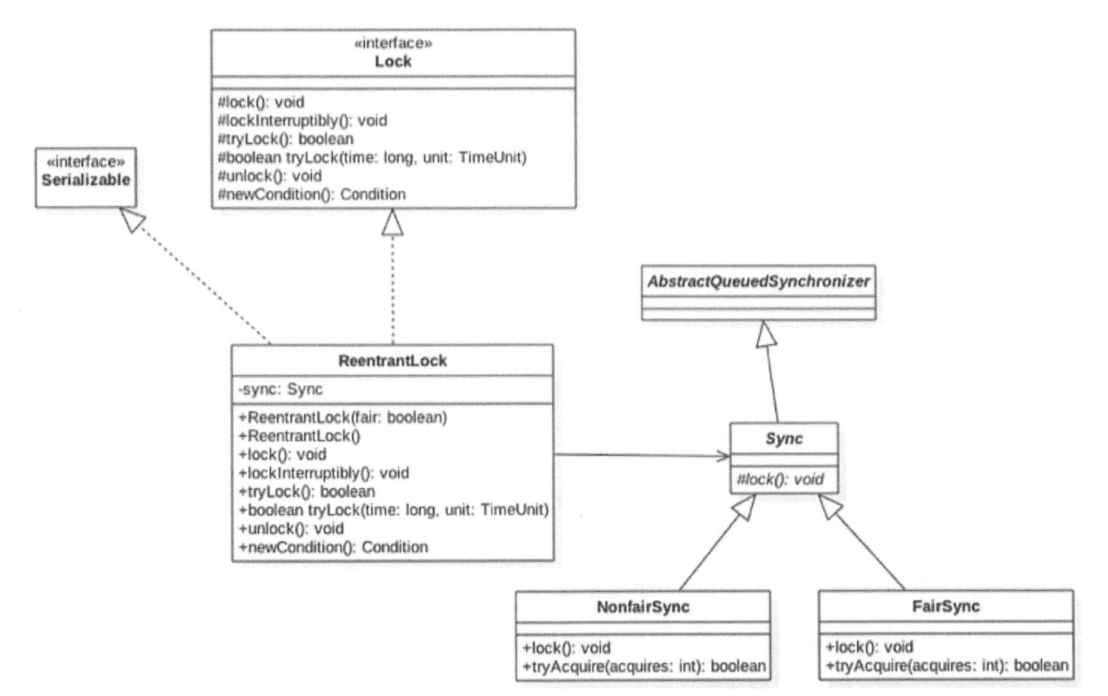 «interface»
Lock
#lock(): void
#lockInterruptibly(): void
#tryLock(): boolean
#boolean tryLock(time: long, unit: TimeUnit)
#unlock(): void
#newCondition(): Condition
«interface»
Serializable
AbstractQueuedSynchronizer
ReentrantLock
-sync: Sync
+ReentrantLock(fair: boolean)
+ReentrantLock()
+lock(): void
+lockInterruptibly(): void
+tryLock(): boolean
+boolean tryLock(time: long, unit: TimeUnit)
+unlock(): void
+newCondition(): Condition
Sync
#lock(): void
NonfairSync
+lock(): void
+tryAcquire(acquires: int): boolean
FairSync
+lock(): void
+tryAcquire(acquires: int): boolean